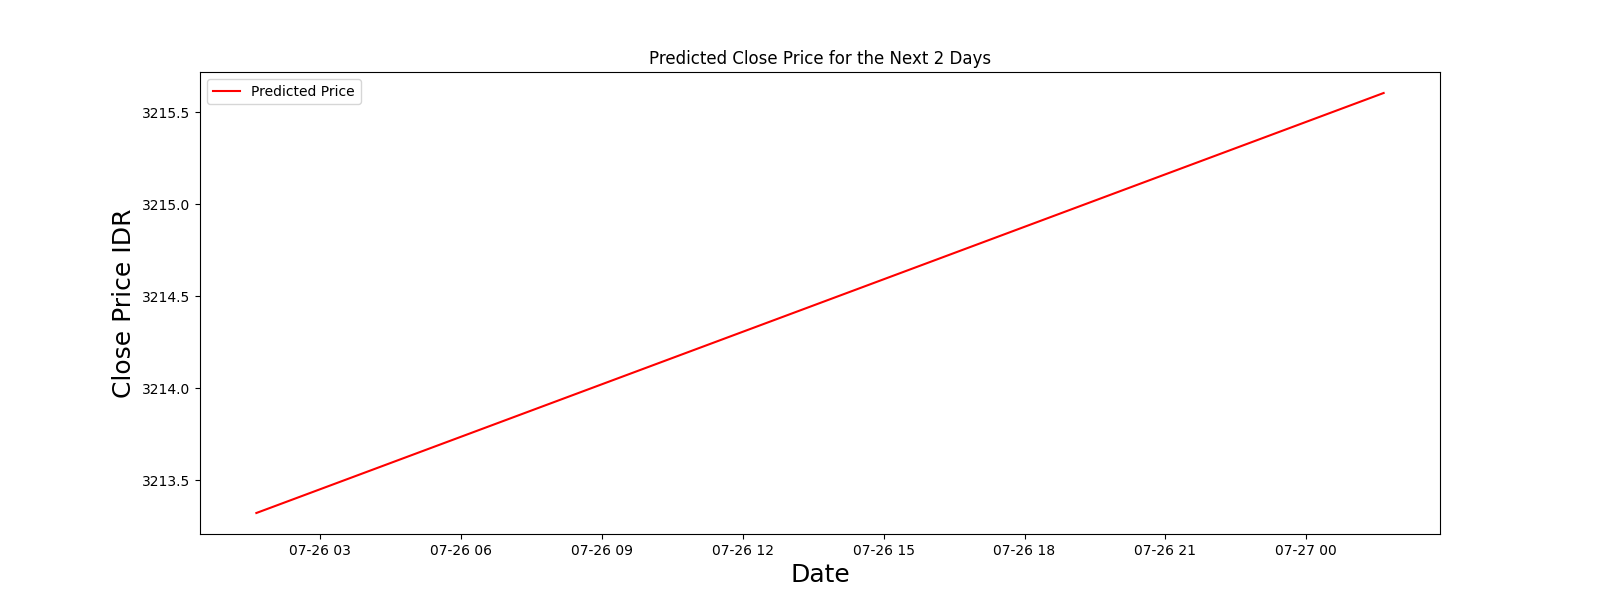 Predicted Close Price for the Next 2 Days
Predicted Price
Close Price IDR
3215.5
3215.0
3214.5
3214.0
3213.5
07-26 03 07-26 06 07-26 09 07-26 12 07-26 15 07-26 18 07-26 21 07-27 00
Date